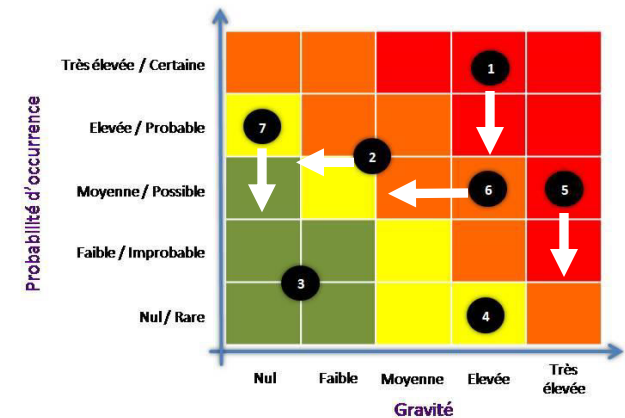 Probabilité d'occurrence
Très élevée / Certaine
1
Elevée / Probable
7
2
Moyenne / Possible
6
5
Faible / Improbable
3
Nul / Rare
4
Nul
Faible
Moyenne
Elevée
Très
élevée
Gravité